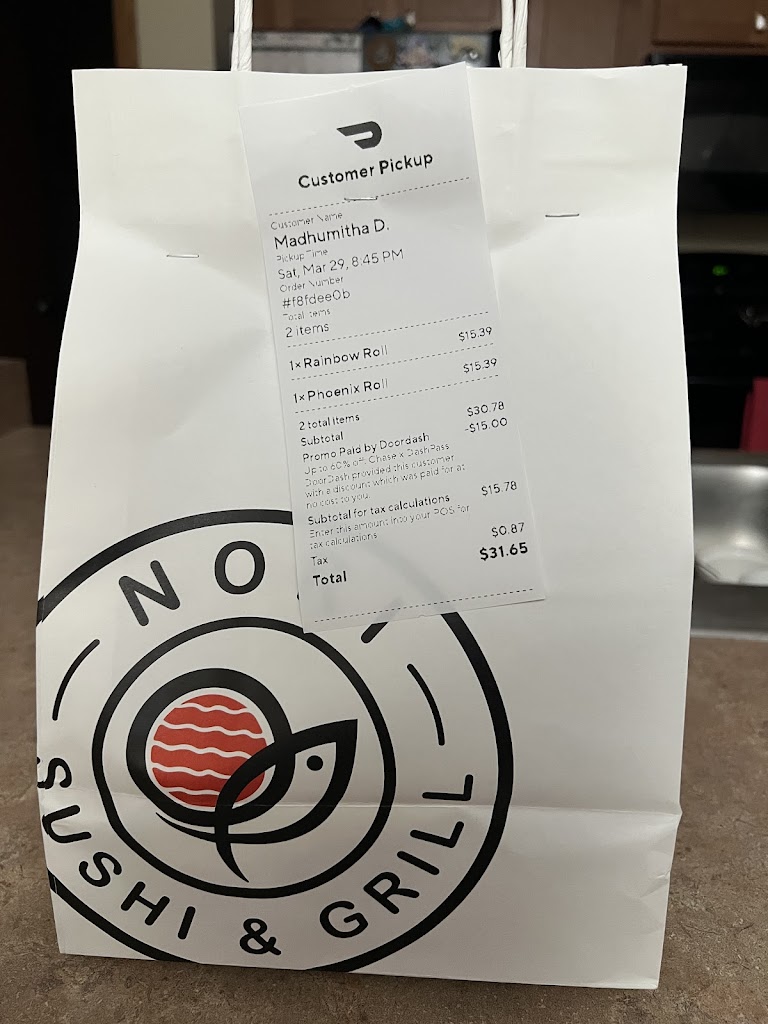 Customer Pickup
Customer Name
Madhumitha D.
Pickup Time
Sat, Mar 29, 8:45 PM
Order Number
#f8fdee0b
Total Items
2 items
1× Rainbow Roll $15.39
1× Phoenix Roll $15.39
2 total items
Subtotal $30.78
Promo Paid by Doordash -$15.00
Up to 60% off: Chase x DashPass
DoorDash provided this customer
with a discount which was paid for at
no cost to you.
Subtotal for tax calculations $15.78
Enter this amount into your POS for
tax calculations
Tax $0.87
Total $31.65
NO
SUSHI & GRILL